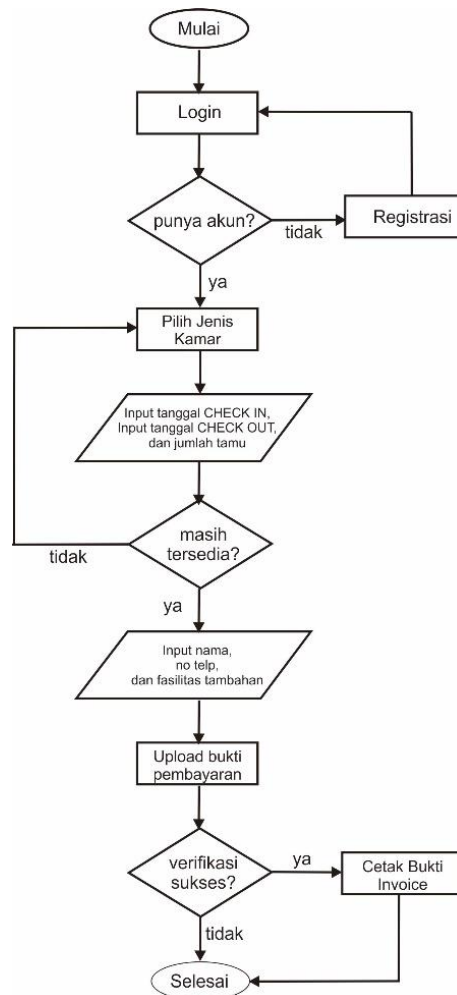 Mulai
Login
punya akun?
tidak
Registrasi
ya
Pilih Jenis
Kamar
Input tanggal CHECK IN,
Input tanggal CHECK OUT,
dan jumlah tamu
masih
tersedia?
tidak
ya
Input nama,
no telp,
dan fasilitas tambahan
Upload bukti
pembayaran
verifikasi
sukses?
ya
Cetak Bukti
Invoice
tidak
Selesai